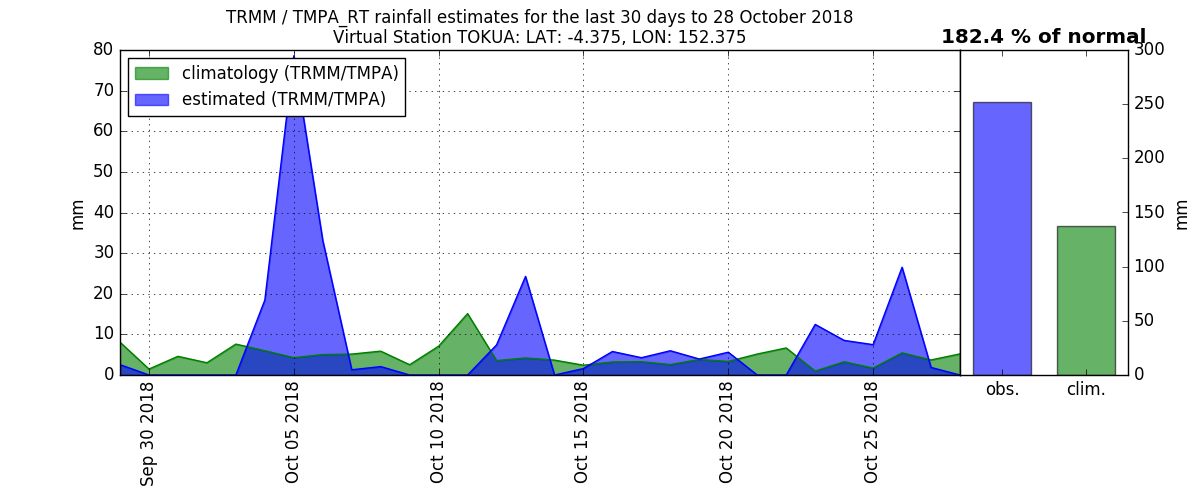 TRMM / TMPA_RT rainfall estimates for the last 30 days to 28 October 2018
Virtual Station TOKUA: LAT: -4.375, LON: 152.375
182.4 % of normal
climatology (TRMM/TMPA)
estimated (TRMM/TMPA)
mm
80
70
60
50
40
30
20
10
0
Sep 30 2018
Oct 05 2018
Oct 10 2018
Oct 15 2018
Oct 20 2018
Oct 25 2018
300
250
200
150
100
50
0
mm
obs.
clim.